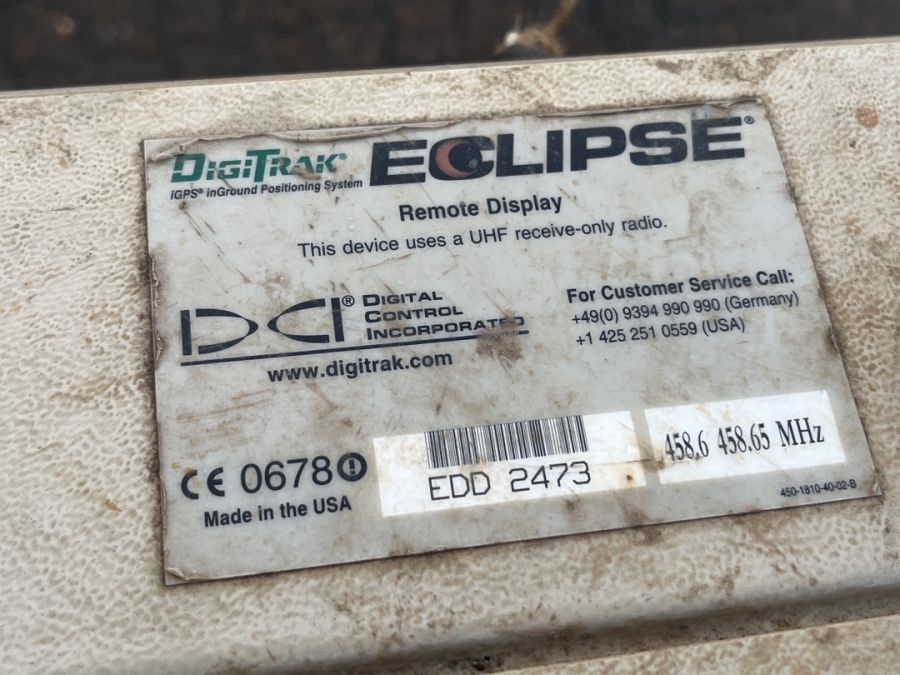 DIGITRAK® ECLIPSE®
iGPS® inGround Positioning System
Remote Display
This device uses a UHF receive-only radio.
DCI® DIGITAL
CONTROL
INCORPORATED
www.digitrak.com
For Customer Service Call:
+49(0) 9394 990 990 (Germany)
+1 425 251 0559 (USA)
CE 0678
Made in the USA
EDD 2473
458,6 458.65 MHz
450-1810-40-02-B